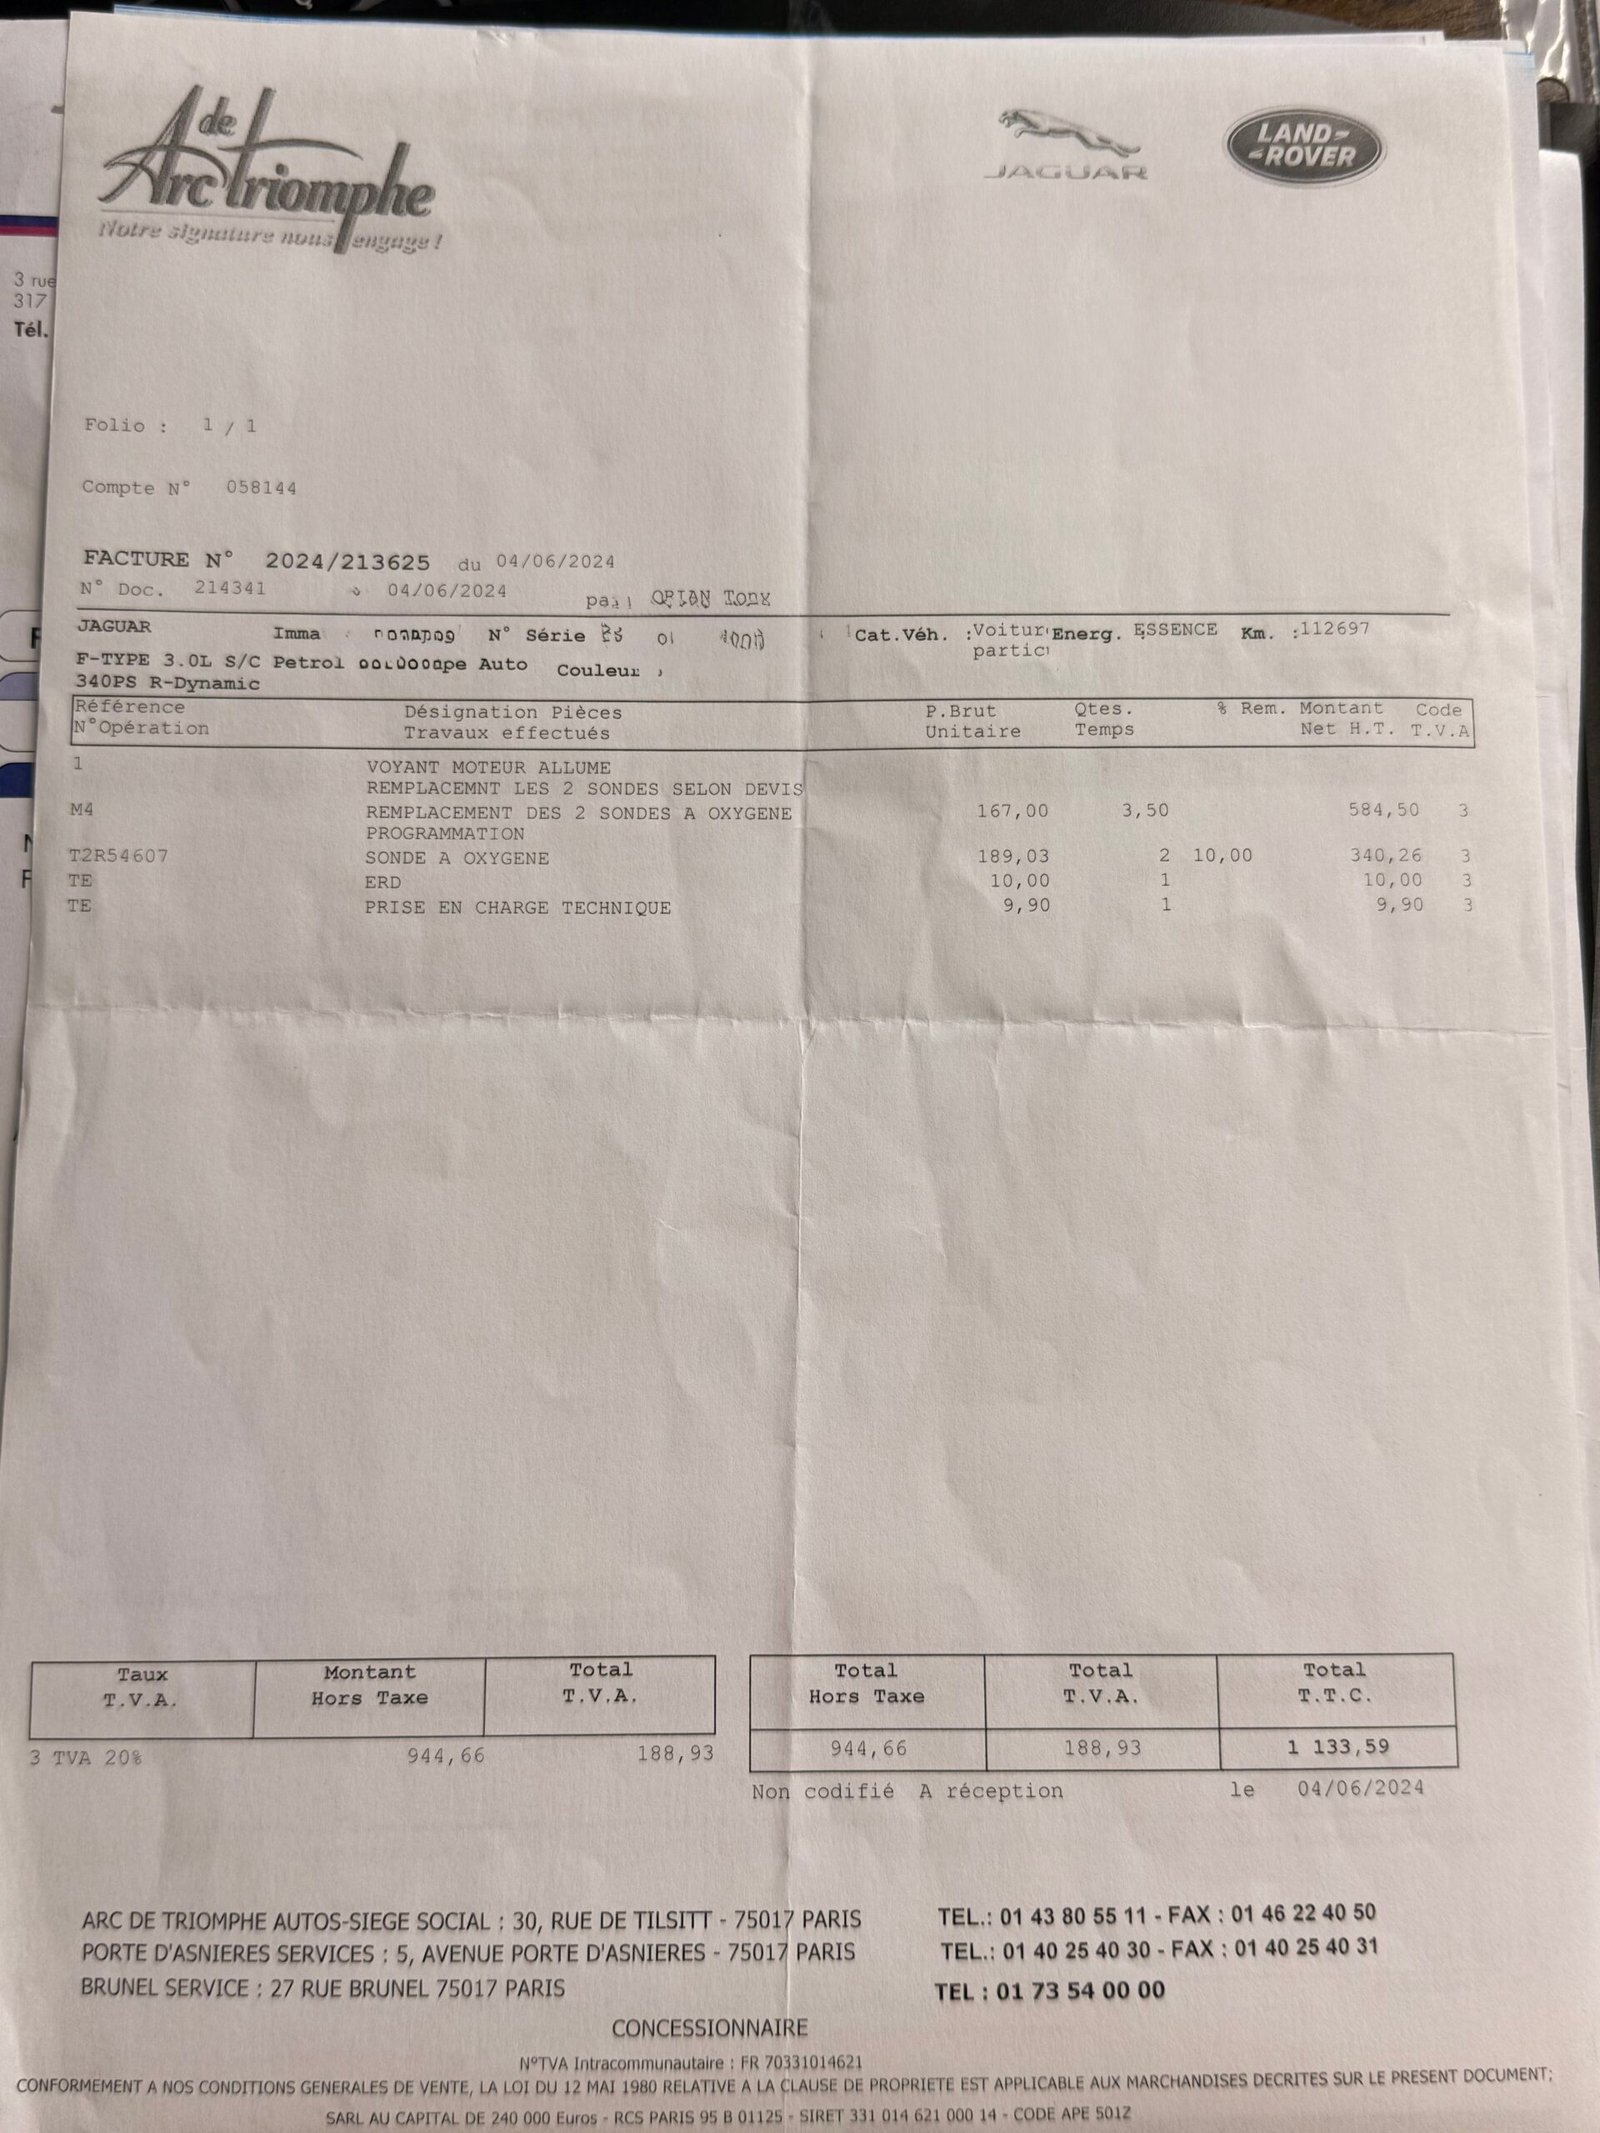 Arc de Triomphe
Notre signature nous engage !
JAGUAR
LAND-
-ROVER
3 rue
317
Tél.
Folio : 1 / 1
Compte N° 058144
FACTURE N° 2024/213625 du 04/06/2024
N° Doc. 214341 04/06/2024
JAGUAR Imma N° Série Cat.Véh. :Voitur Energ. ESSENCE Km. :112697
partic
F-TYPE 3.0L S/C Petrol Auto Couleur
340PS R-Dynamic
Référence Désignation Pièces P.Brut Qtes. % Rem. Montant Code
N°Opération Travaux effectués Unitaire Temps Net H.T. T.V.A
1 VOYANT MOTEUR ALLUME
REMPLACEMNT LES 2 SONDES SELON DEVIS
M4 REMPLACEMENT DES 2 SONDES A OXYGENE 167,00 3,50 584,50 3
PROGRAMMATION
T2R54607 SONDE A OXYGENE 189,03 2 10,00 340,26 3
TE ERD 10,00 1 10,00 3
TE PRISE EN CHARGE TECHNIQUE 9,90 1 9,90 3
Taux Montant Total Total Total Total
T.V.A. Hors Taxe T.V.A. Hors Taxe T.V.A. T.T.C.
3 TVA 20% 944,66 188,93 944,66 188,93 1 133,59
Non codifié A réception le 04/06/2024
ARC DE TRIOMPHE AUTOS-SIEGE SOCIAL : 30, RUE DE TILSITT - 75017 PARIS TEL.: 01 43 80 55 11 - FAX : 01 46 22 40 50
PORTE D'ASNIERES SERVICES : 5, AVENUE PORTE D'ASNIERES - 75017 PARIS TEL.: 01 40 25 40 30 - FAX : 01 40 25 40 31
BRUNEL SERVICE : 27 RUE BRUNEL 75017 PARIS TEL : 01 73 54 00 00
CONCESSIONNAIRE
N°TVA Intracommunautaire : FR 70331014621
CONFORMEMENT A NOS CONDITIONS GENERALES DE VENTE, LA LOI DU 12 MAI 1980 RELATIVE A LA CLAUSE DE PROPRIETE EST APPLICABLE AUX MARCHANDISES DECRITES SUR LE PRESENT DOCUMENT;
SARL AU CAPITAL DE 240 000 Euros - RCS PARIS 95 B 01125 - SIRET 331 014 621 000 14 - CODE APE 501Z